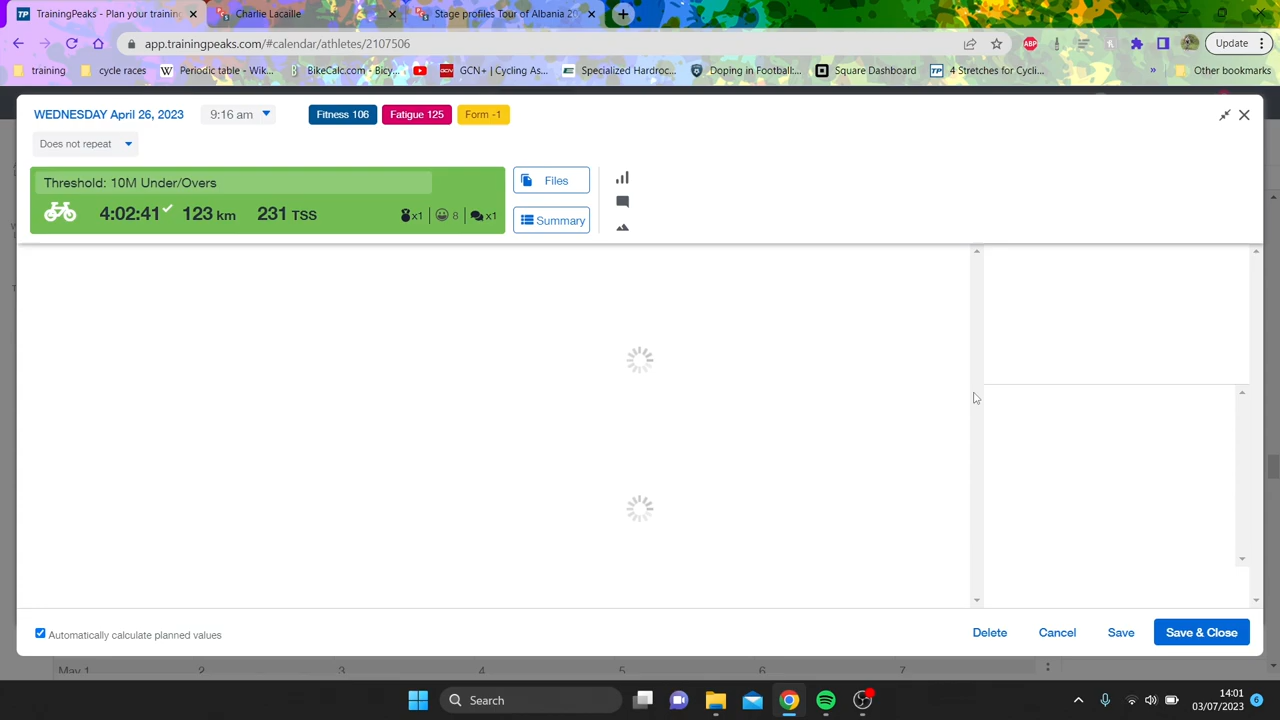 TrainingPeaks - Plan your training
Charlie Lacaille
Stage profiles Tour of Albania 20
app.trainingpeaks.com/#calendar/athletes/2107506
ABP
Update
training
cycle races
Periodic table - Wik...
BikeCalc.com - Bicy...
GCN+ | Cycling As...
Specialized Hardroc...
Doping in Football:...
Square Dashboard
4 Stretches for Cycli...
»
Other bookmarks
WEDNESDAY April 26, 2023
9:16 am
Fitness 106
Fatigue 125
Form -1
Does not repeat
Threshold: 10M Under/Overs
4:02:41 123 km 231 TSS
x1 | 8 | x1
Files
Summary
Automatically calculate planned values
Delete
Cancel
Save
Save & Close
May 1 2 3 4 5 6 7
Search
14:01
03/07/2023
6